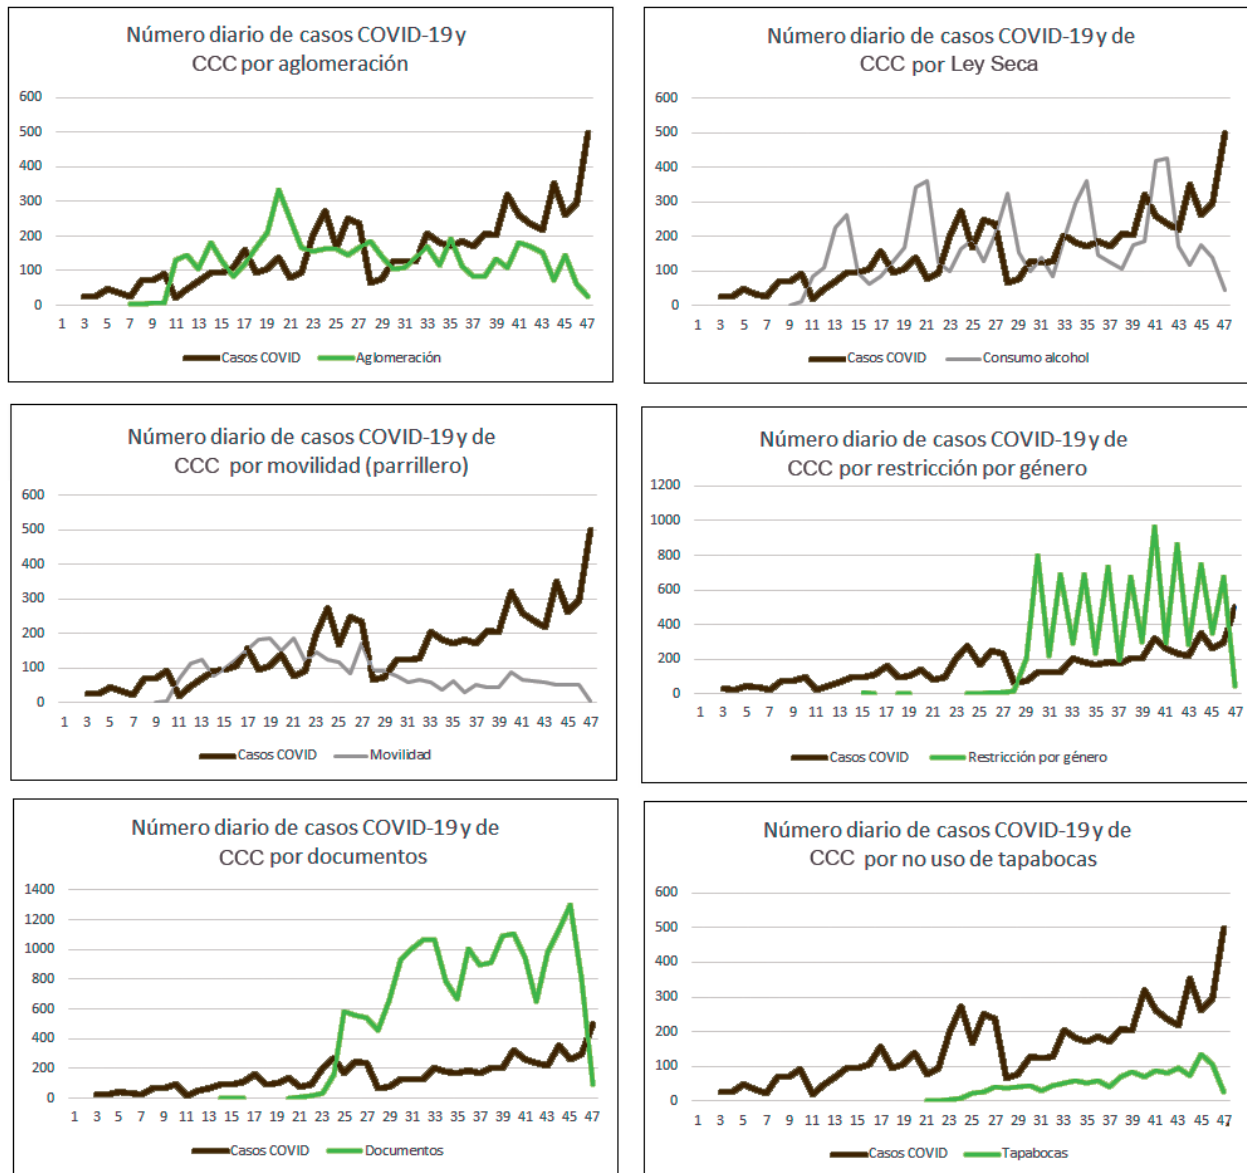 Número diario de casos COVID-19 y
CCC por aglomeración
600
500
400
300
200
100
0
1 3 5 7 9 11 13 15 17 19 21 23 25 27 29 31 33 35 37 39 41 43 45 47
Casos COVID Aglomeración
Número diario de casos COVID-19 y de
CCC por Ley Seca
600
500
400
300
200
100
0
1 3 5 7 9 11 13 15 17 19 21 23 25 27 29 31 33 35 37 39 41 43 45 47
Casos COVID Consumo alcohol
Número diario de casos COVID-19 y de
CCC por movilidad (parrillero)
600
500
400
300
200
100
0
1 3 5 7 9 11 13 15 17 19 21 23 25 27 29 31 33 35 37 39 41 43 45 47
Casos COVID Movilidad
Número diario de casos COVID-19 y de
CCC por restricción por género
1200
1000
800
600
400
200
0
1 3 5 7 9 11 13 15 17 19 21 23 25 27 29 31 33 35 37 39 41 43 45 47
Casos COVID Restricción por género
Número diario de casos COVID-19 y de
CCC por documentos
1400
1200
1000
800
600
400
200
0
1 3 5 7 9 11 13 15 17 19 21 23 25 27 29 31 33 35 37 39 41 43 45 47
Casos COVID Documentos
Número diario de casos COVID-19 y de
CCC por no uso de tapabocas
600
500
400
300
200
100
0
1 3 5 7 9 11 13 15 17 19 21 23 25 27 29 31 33 35 37 39 41 43 45 47
Casos COVID Tapabocas